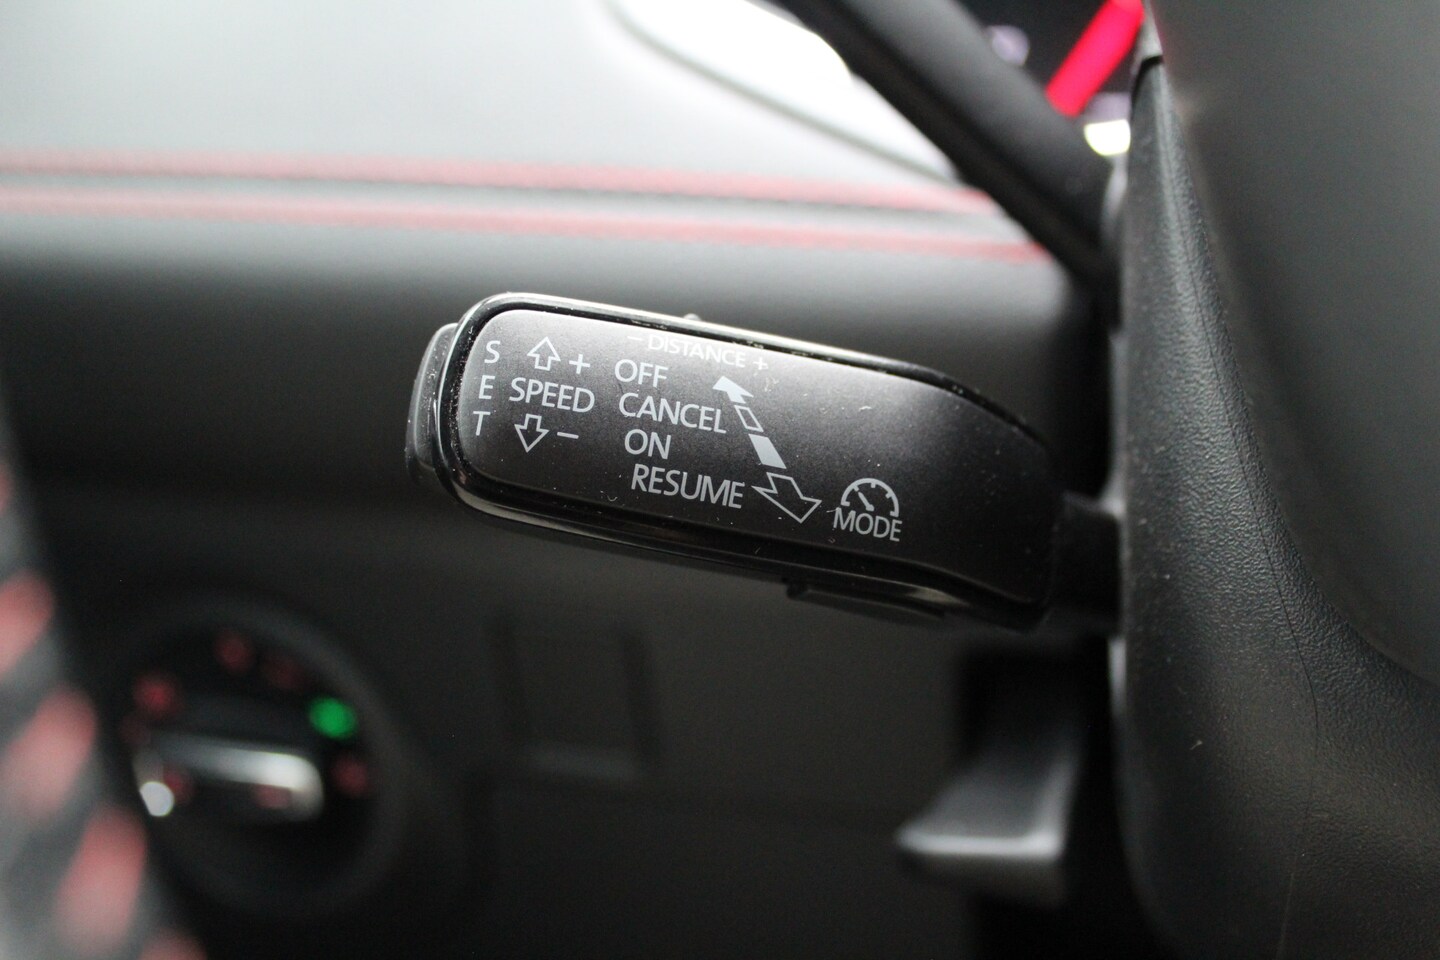 - DISTANCE +
S
E
T
+
SPEED
-
OFF
CANCEL
ON
RESUME
MODE